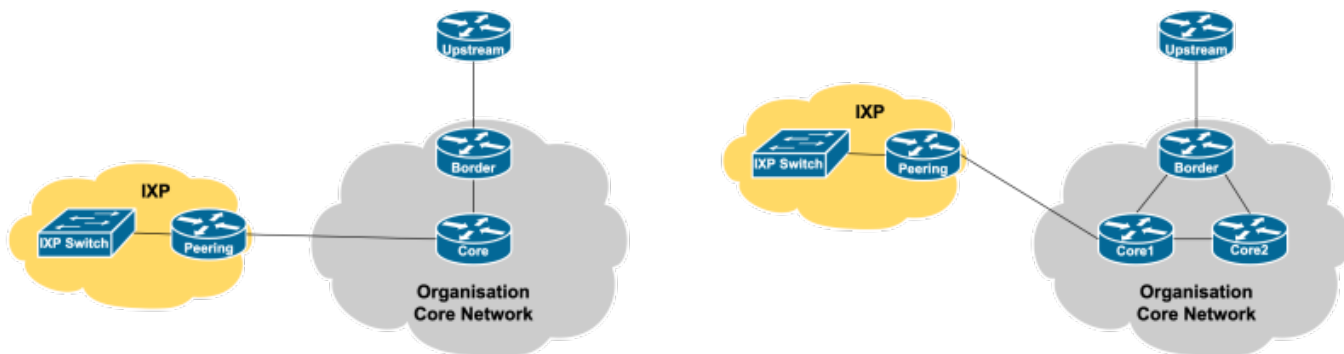 Upstream
IXP
Border
IXP Switch
Peering
Core
Organisation
Core Network
Upstream
IXP
IXP Switch
Peering
Border
Core1
Core2
Organisation
Core Network